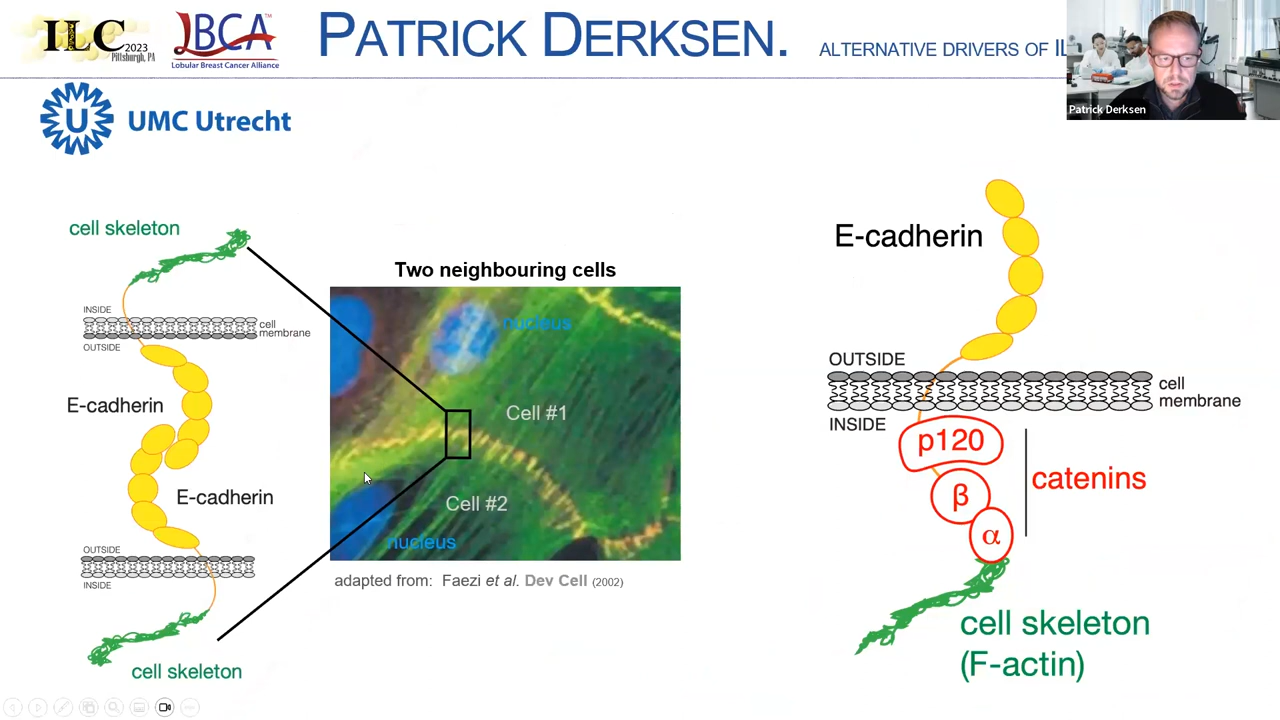 ILC 2023
Pittsburgh, PA
LBCA™
Lobular Breast Cancer Alliance
PATRICK DERKSEN.
ALTERNATIVE DRIVERS OF IL
Patrick Derksen
U
UMC Utrecht
cell skeleton
INSIDE
cell
membrane
OUTSIDE
E-cadherin
E-cadherin
OUTSIDE
INSIDE
cell skeleton
Two neighbouring cells
nucleus
Cell #1
Cell #2
nucleus
adapted from: Faezi et al. Dev Cell (2002)
E-cadherin
OUTSIDE
cell
membrane
INSIDE
p120
catenins
β
α
cell skeleton
(F-actin)